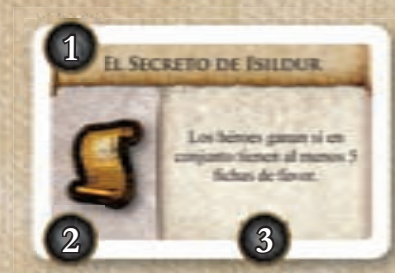 1
EL SECRETO DE ISILDUR
Los héroes ganan si en
conjunto tienen al menos 5
fichas de favor.
2
3